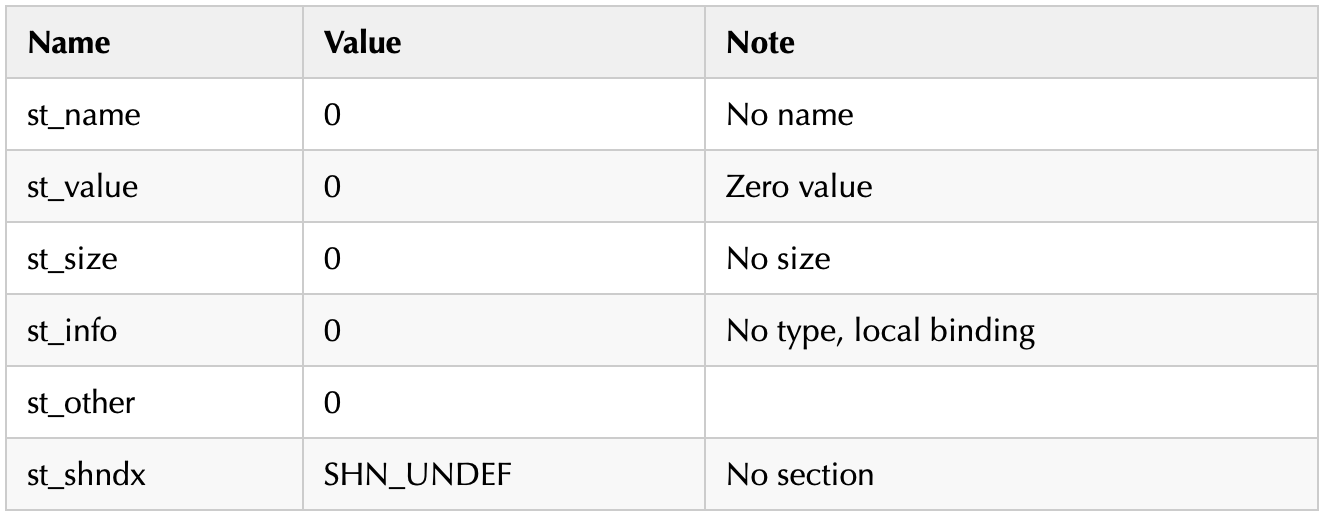 Name Value Note
st_name 0 No name
st_value 0 Zero value
st_size 0 No size
st_info 0 No type, local binding
st_other 0
st_shndx SHN_UNDEF No section